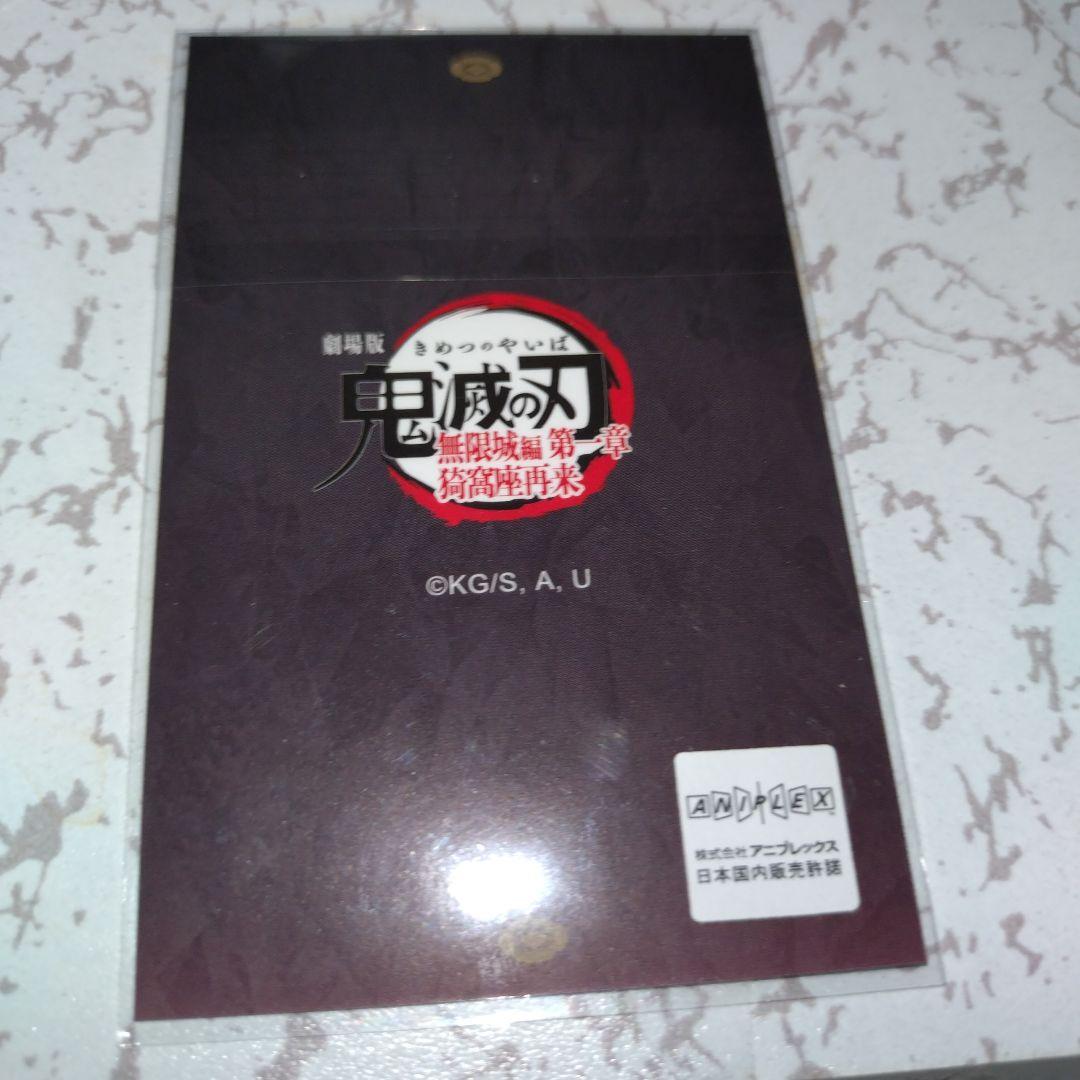 劇場版
きめつのやいば
鬼滅の刃
無限城編 第一章
猗窩座再来
©KG/S, A, U
ANIPLEX
株式会社アニプレックス
日本国内販売許諾